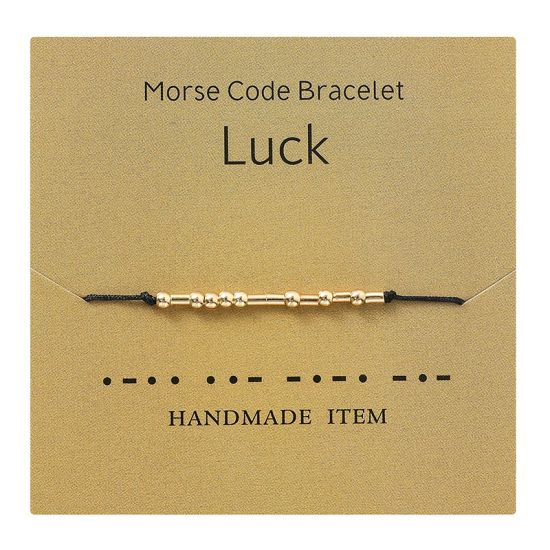 Morse Code Bracelet
Luck
• − • •  • • −  − • − •  − • −
HANDMADE ITEM